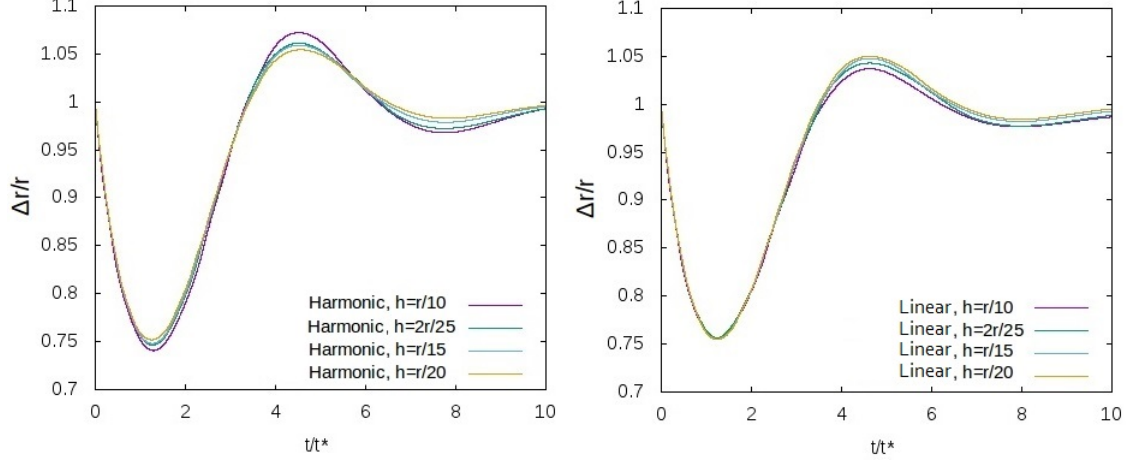 1.1
1.05
1
0.95
0.9
0.85
0.8
0.75
0.7
Δr/r
Harmonic, h=r/10
Harmonic, h=2r/25
Harmonic, h=r/15
Harmonic, h=r/20
0 2 4 6 8 10
t/t*
1.1
1.05
1
0.95
0.9
0.85
0.8
0.75
0.7
Δr/r
Linear, h=r/10
Linear, h=2r/25
Linear, h=r/15
Linear, h=r/20
0 2 4 6 8 10
t/t*